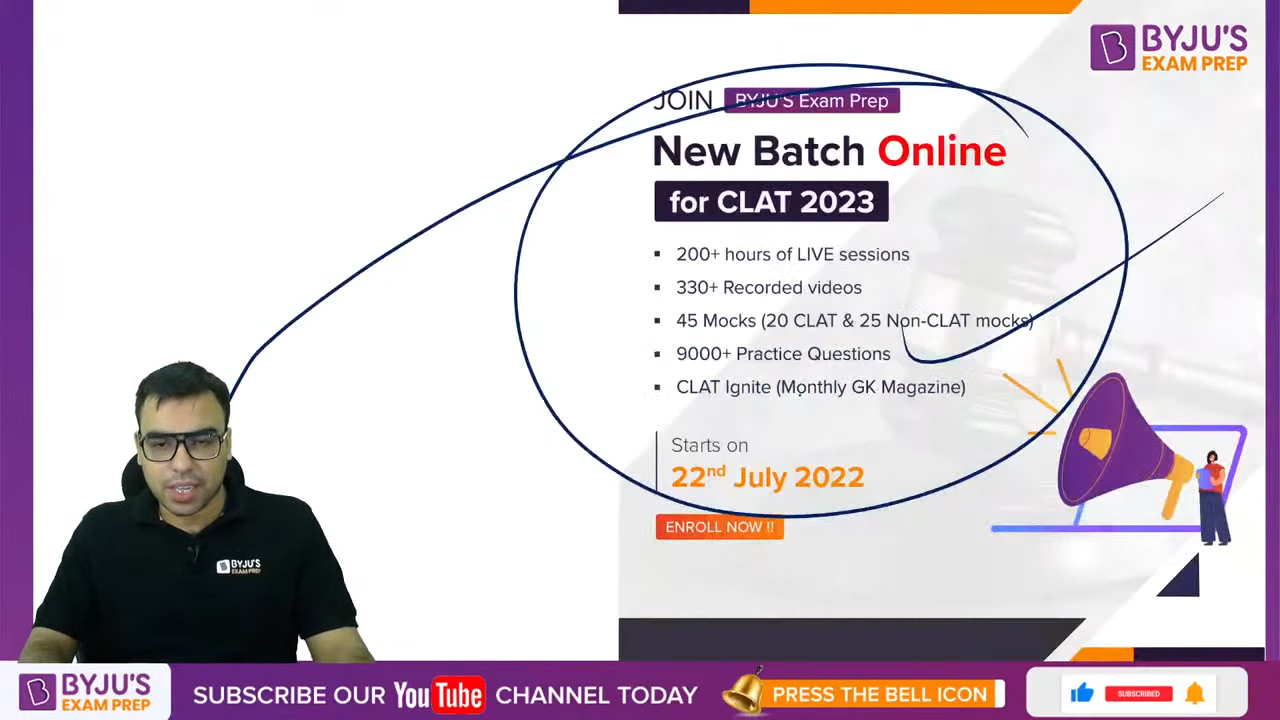 BYJU'S
EXAM PREP
JOIN BYJU'S Exam Prep
New Batch Online
for CLAT 2023
▪ 200+ hours of LIVE sessions
▪ 330+ Recorded videos
▪ 45 Mocks (20 CLAT & 25 Non-CLAT mocks)
▪ 9000+ Practice Questions
▪ CLAT Ignite (Monthly GK Magazine)
Starts on
22nd July 2022
ENROLL NOW !!
BYJU'S
EXAM PREP
BYJU'S
EXAM PREP
SUBSCRIBE OUR YouTube CHANNEL TODAY
PRESS THE BELL ICON
SUBSCRIBED